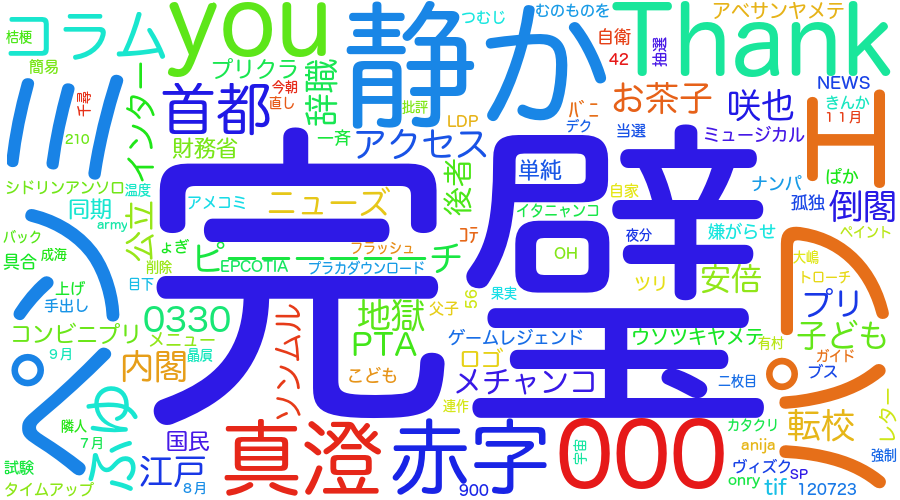 桔梗
コラム
you
静か
つむじ
むのものを
Thank
アベサンヤメテ
簡易
千尋
プリクラ
今朝
直し
辞職
批評
自衛
42
抽選
210
インター
首都
お茶子
咲也
NEWS
きんか
11月
財務省
一斉
アクセス
LDP
バニ
デク
当選
ミュージカル
シドリンアンソロ
温度
単純
ぱか
同期
army
アメコミ
ニューズ
後者
自家
ナンパ
孤独
倒閣
イタニャンコ
公立
バック
成海
具合
よぎ
ピーーーーーーチ
フラッシュ
コテ
夜分
嫌がらせ
ペイント
削除
EPCOTIA
プラカダウンロード
OH
大嶋
目下
上げ
手出し
完璧
果実
56
ツリ
安倍
トローチ
プリ
0330
地獄
父子
コンビニプリ
メニュー
PTA
ゲームレジェンド
ウソツキヤメテ
子ども
有村
9月
贔屓
内閣
ソンムル
ロゴ
ガイド
ブス
こども
メチャンコ
二枚目
連作
レター
ふゆ
隣人
7月
国民
真澄
赤字
000
カタクリ
転校
anija
宇宙
試験
江戸
強制
ヴィズク
SP
onry
タイムアップ
8月
900
tif
120723